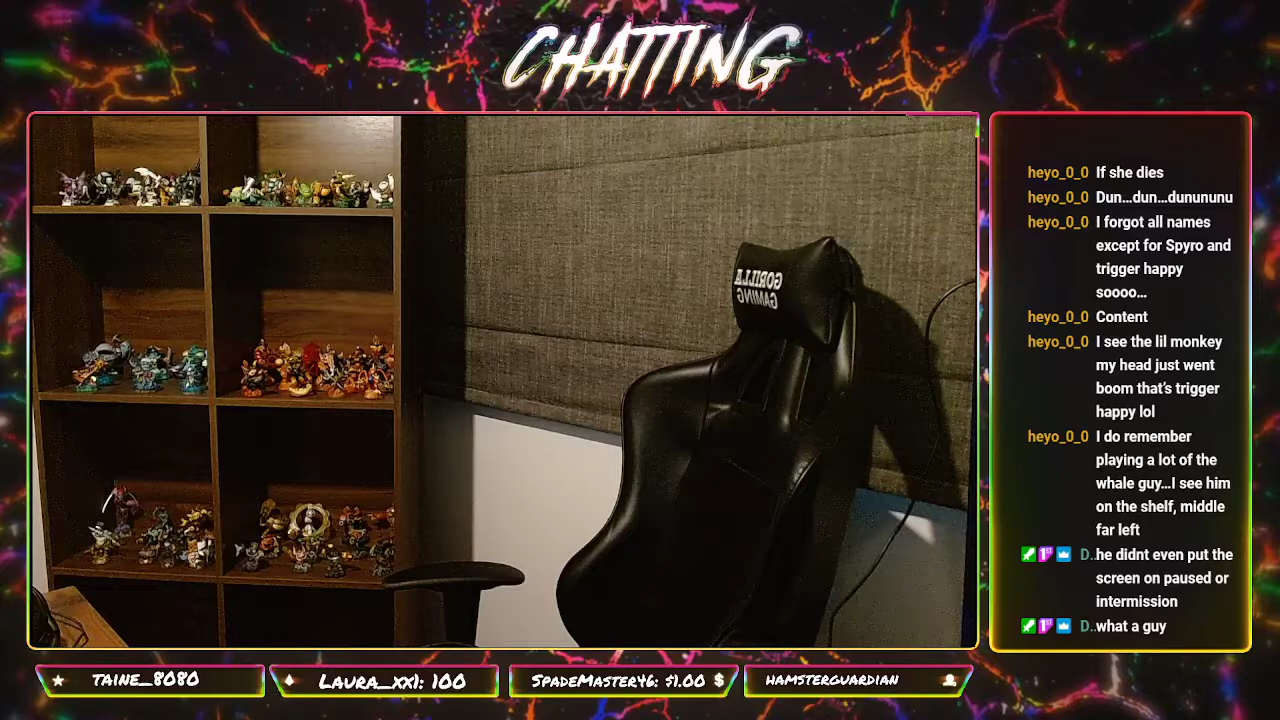 CHATTING
GORILLA
GAMING
heyo_0_0 If she dies
heyo_0_0 Dun...dun...dunununu
heyo_0_0 I forgot all names
except for Spyro and
trigger happy
soooo...
heyo_0_0 Content
heyo_0_0 I see the lil monkey
my head just went
boom that's trigger
happy lol
heyo_0_0 I do remember
playing a lot of the
whale guy...I see him
on the shelf, middle
far left
D..he didnt even put the
screen on paused or
intermission
D..what a guy
TAINE_8080
LAURA_XX1: 100
SPADEMASTER46: $1.00 $
HAMSTERGUARDIAN